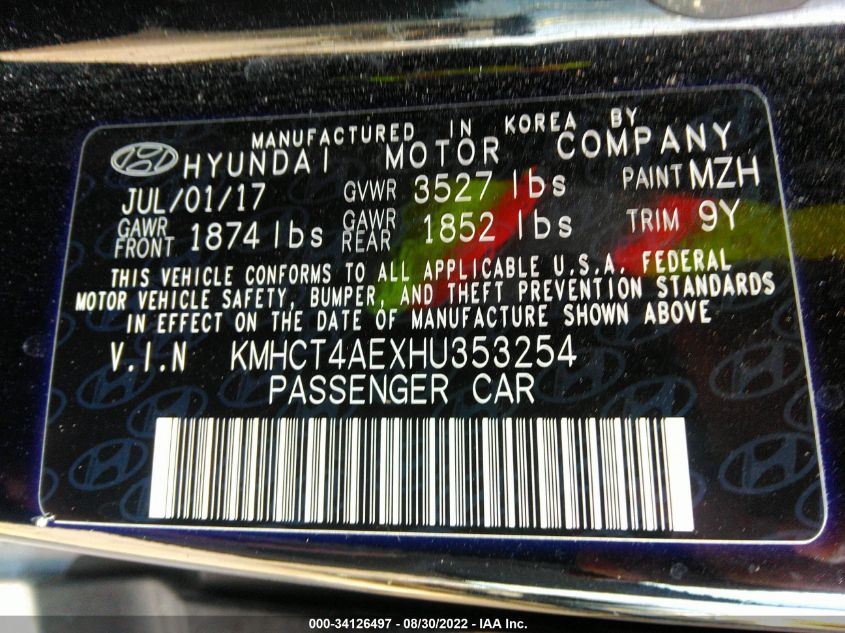 MANUFACTURED IN KOREA BY
HYUNDAI MOTOR COMPANY
JUL/01/17 GVWR 3527 lbs PAINT MZH
GAWR FRONT 1874 lbs GAWR REAR 1852 lbs TRIM 9Y
THIS VEHICLE CONFORMS TO ALL APPLICABLE U.S.A. FEDERAL
MOTOR VEHICLE SAFETY, BUMPER, AND THEFT PREVENTION STANDARDS
IN EFFECT ON THE DATE OF MANUFACTURE SHOWN ABOVE
V.I.N KMHCT4AEXHU353254
PASSENGER CAR
000-34126497 - 08/30/2022 - IAA Inc.